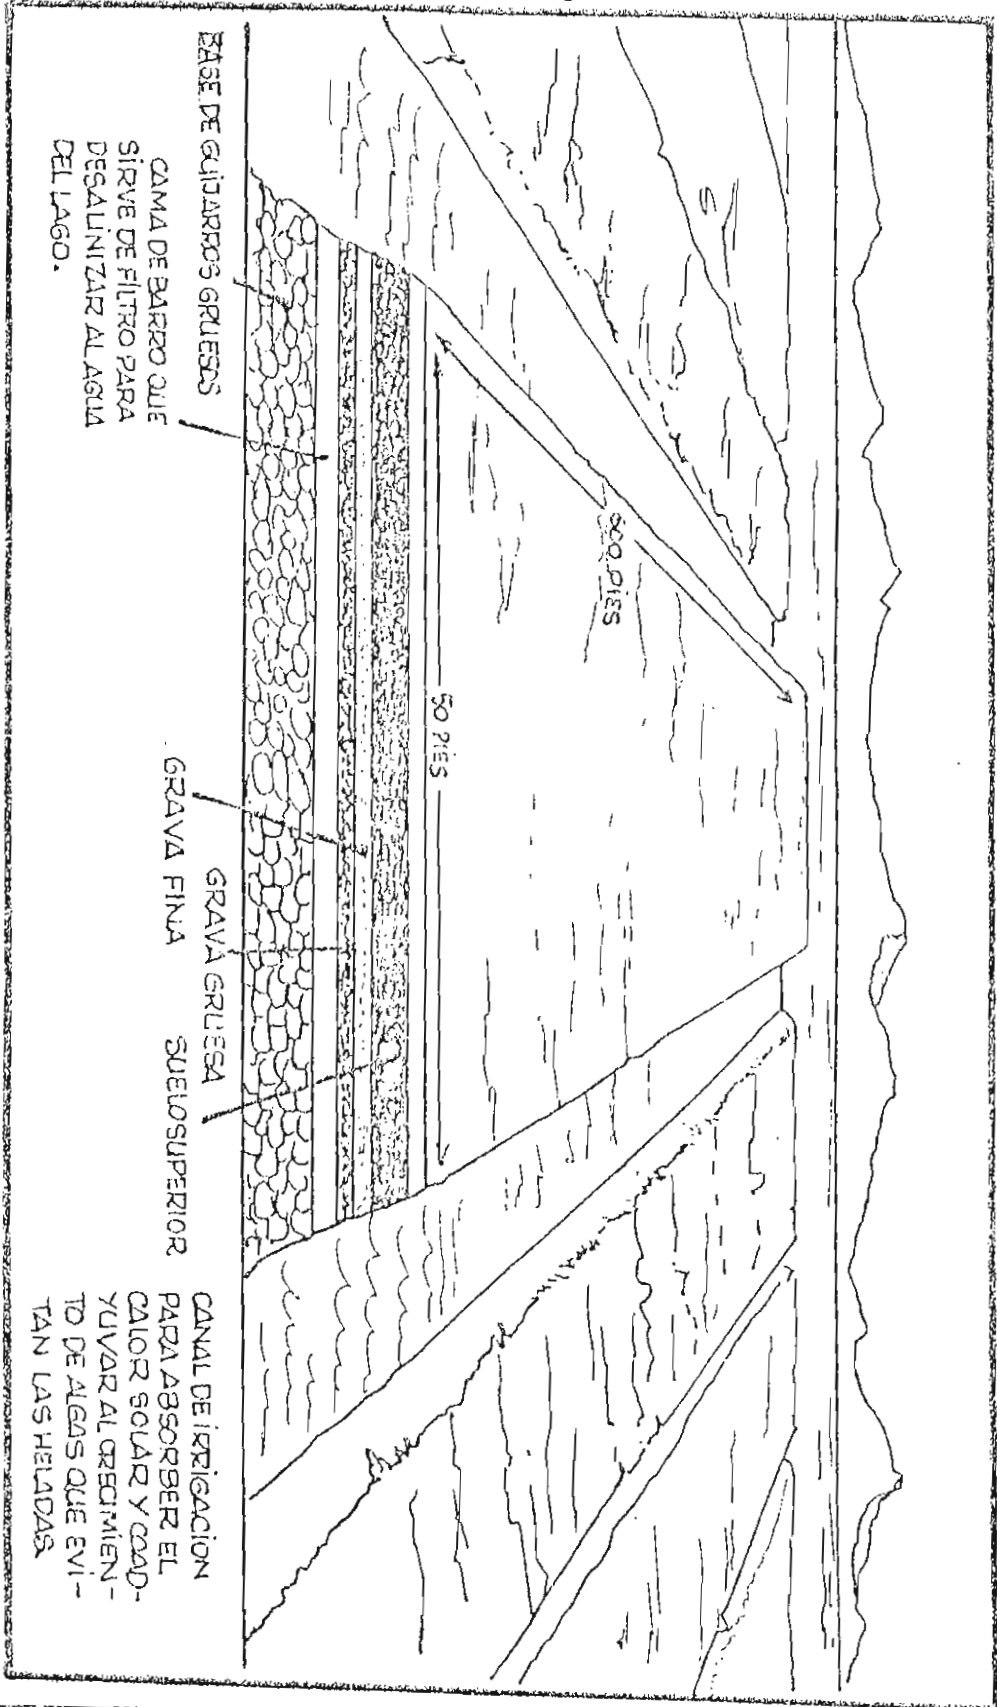 PIES
50 PIES
BASE DE GUIJARROS GRUESOS
CAMA DE BARRO QUE
SIRVE DE FILTRO PARA
DESALINIZAR AL AGUA
DEL LAGO.
GRAVA GRUESA
GRAVA FINA
SUELO SUPERIOR
CANAL DE IRRIGACION
PARA ABSORBER EL
CALOR SOLAR Y COAD-
YUVAR AL CRECIMIEN-
TO DE ALGAS QUE EVI-
TAN LAS HELADAS.